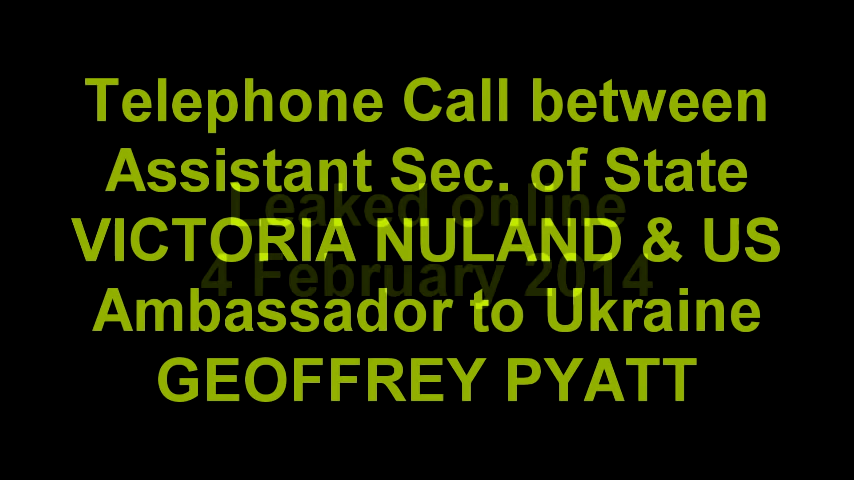 Telephone Call between
Assistant Sec. of State
Leaked online
VICTORIA NULAND & US
4 February 2014
Ambassador to Ukraine
GEOFFREY PYATT